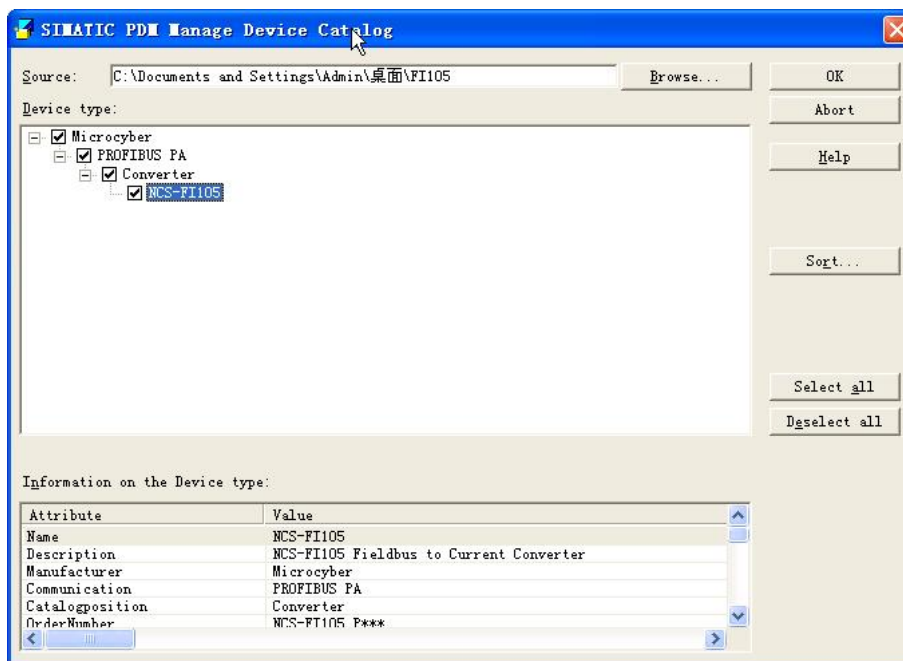 SIMATIC PDM Manage Device Catalog
Source: C:\Documents and Settings\Admin\桌面\FI105 Browse... OK
Device type: Abort
Microcyber
PROFIBUS PA Help
Converter
NCS-FI105
Sort...
Select all
Deselect all
Information on the Device type:
Attribute Value
Name NCS-FI105
Description NCS-FI105 Fieldbus to Current Converter
Manufacturer Microcyber
Communication PROFIBUS PA
Catalogposition Converter
OrderNumber NCS-FI105 P***